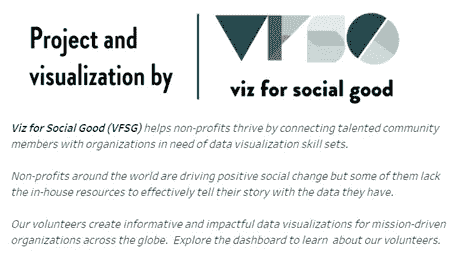 Project and
visualization by
VFSG
viz for social good
Viz for Social Good (VFSG) helps non-profits thrive by connecting talented community
members with organizations in need of data visualization skill sets.
Non-profits around the world are driving positive social change but some of them lack
the in-house resources to effectively tell their story with the data they have.
Our volunteers create informative and impactful data visualizations for mission-driven
organizations across the globe. Explore the dashboard to learn about our volunteers.